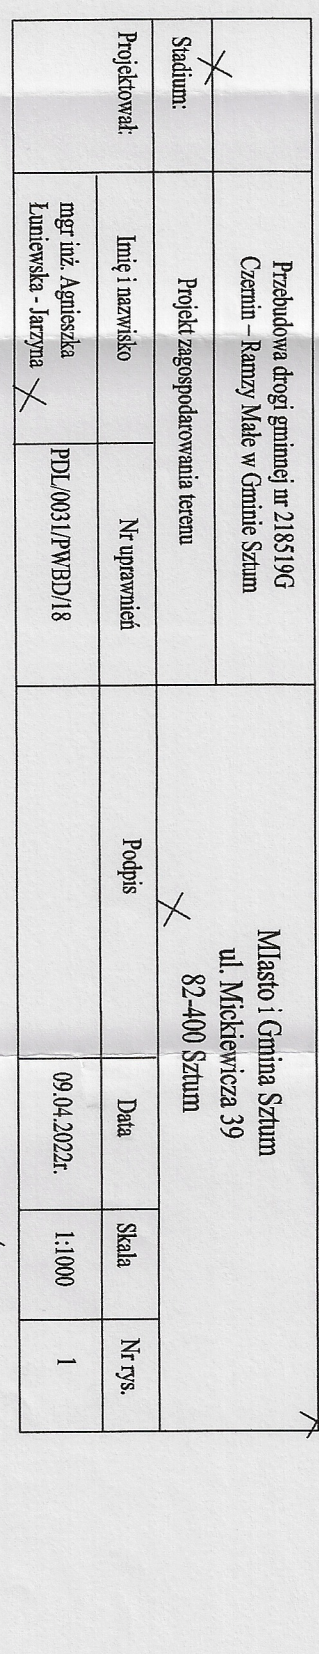 Przebudowa drogi gminnej nr 218519G
Czernin – Ramzy Małe w Gminie Sztum
MIasto i Gmina Sztum
ul. Mickiewicza 39
82-400 Sztum
Stadium:
Projekt zagospodarowania terenu
Projektował:
Imię i nazwisko
Nr uprawnień
Podpis
Data
Skala
Nr rys.
mgr inż. Agnieszka
Łuniewska - Jarzyna
PDL/0031/PWBD/18
09.04.2022r.
1:1000
1